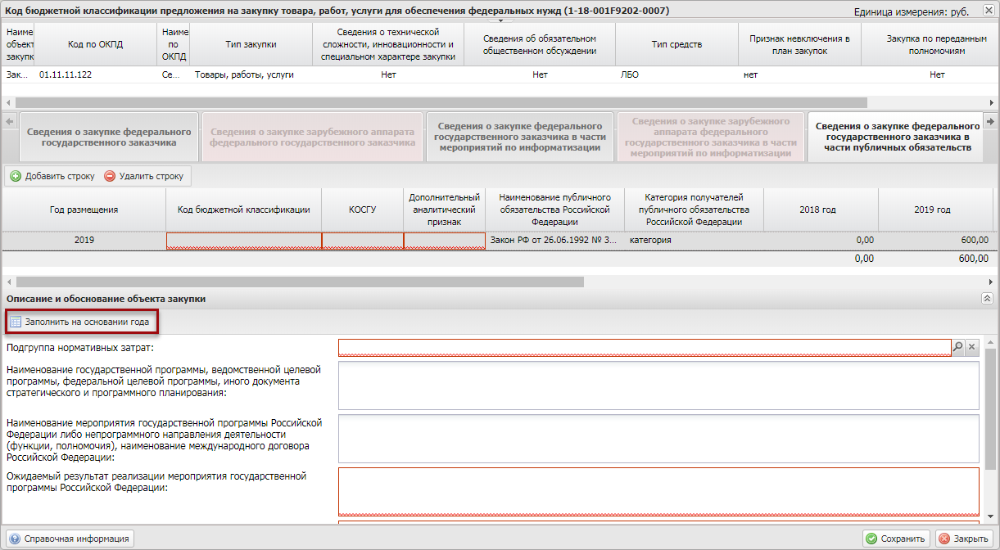 Код бюджетной классификации предложения на закупку товара, работ, услуги для обеспечения федеральных нужд (1-18-001F9202-0007)
Единица измерения: руб.
Наиме
объект
закупк
Код по ОКПД
Наиме
по
ОКПД
Тип закупки
Сведения о технической
сложности, инновационности и
специальном характере закупки
Сведения об обязательном
общественном обсуждении
Тип средств
Признак невключения в
план закупок
Закупка по переданным
полномочиям
Зак... 01.11.11.122 Се... Товары, работы, услуги Нет Нет ЛБО нет Нет
Сведения о закупке федерального
государственного заказчика
Сведения о закупке зарубежного аппарата
федерального государственного заказчика
Сведения о закупке федерального
государственного заказчика в части
мероприятий по информатизации
Сведения о закупке зарубежного
аппарата федерального
государственного заказчика в части
мероприятий по информатизации
Сведения о закупке федерального
государственного заказчика в
части публичных обязательств
Добавить строку Удалить строку
Год размещения
Код бюджетной классификации
КОСГУ
Дополнительный
аналитический
признак
Наименование публичного
обязательства Российской
Федерации
Категория получателей
публичного обязательства
Российской Федерации
2018 год
2019 год
2019 Закон РФ от 26.06.1992 № 3... категория 0,00 600,00
0,00 600,00
Описание и обоснование объекта закупки
Заполнить на основании года
Подгруппа нормативных затрат:
Наименование государственной программы, ведомственной целевой
программы, федеральной целевой программы, иного документа
стратегического и программного планирования:
Наименование мероприятия государственной программы Российской
Федерации либо непрограммного направления деятельности
(функции, полномочия), наименование международного договора
Российской Федерации:
Ожидаемый результат реализации мероприятия государственной
программы Российской Федерации:
Справочная информация Сохранить Закрыть